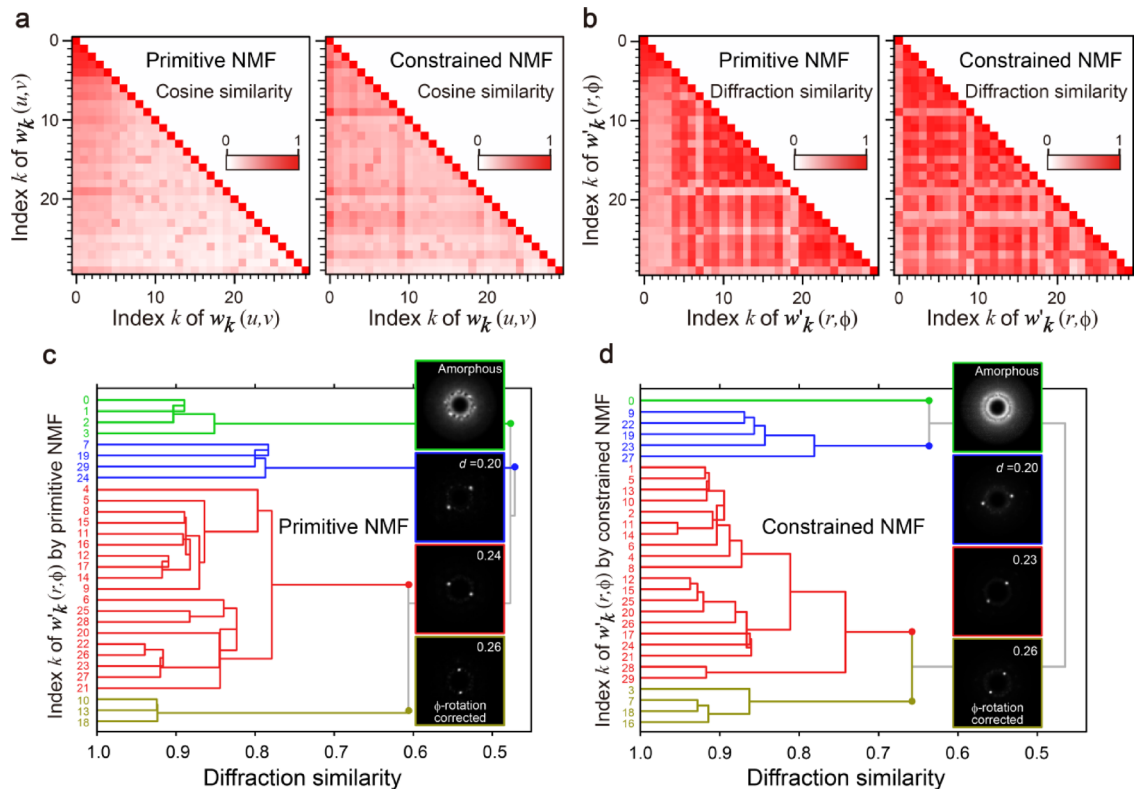 a
0
10
20
Index k of wk (u,v)
Primitive NMF
Cosine similarity
0 1
0 10 20
Index k of wk (u,v)
Constrained NMF
Cosine similarity
0 1
0 10 20
Index k of wk (u,v)
b
0
10
20
Index k of w'k (r,ϕ)
Primitive NMF
Diffraction similarity
0 1
0 10 20
Index k of w'k (r,ϕ)
Constrained NMF
Diffraction similarity
0 1
0 10 20
Index k of w'k (r,ϕ)
c
Index k of w'k (r,ϕ) by primitive NMF
0
1
2
3
7
19
29
24
4
5
8
15
11
16
12
17
14
9
6
25
28
20
22
26
23
27
21
10
13
18
Primitive NMF
Amorphous
d =0.20
0.24
0.26
ϕ-rotation
corrected
1.0 0.9 0.8 0.7 0.6 0.5
Diffraction similarity
d
Index k of w'k (r,ϕ) by constrained NMF
0
9
22
19
23
27
1
5
13
10
2
11
14
6
4
8
12
15
25
20
26
17
24
21
28
29
3
7
18
16
Constrained NMF
Amorphous
d =0.20
0.23
0.26
ϕ-rotation
corrected
1.0 0.9 0.8 0.7 0.6 0.5
Diffraction similarity